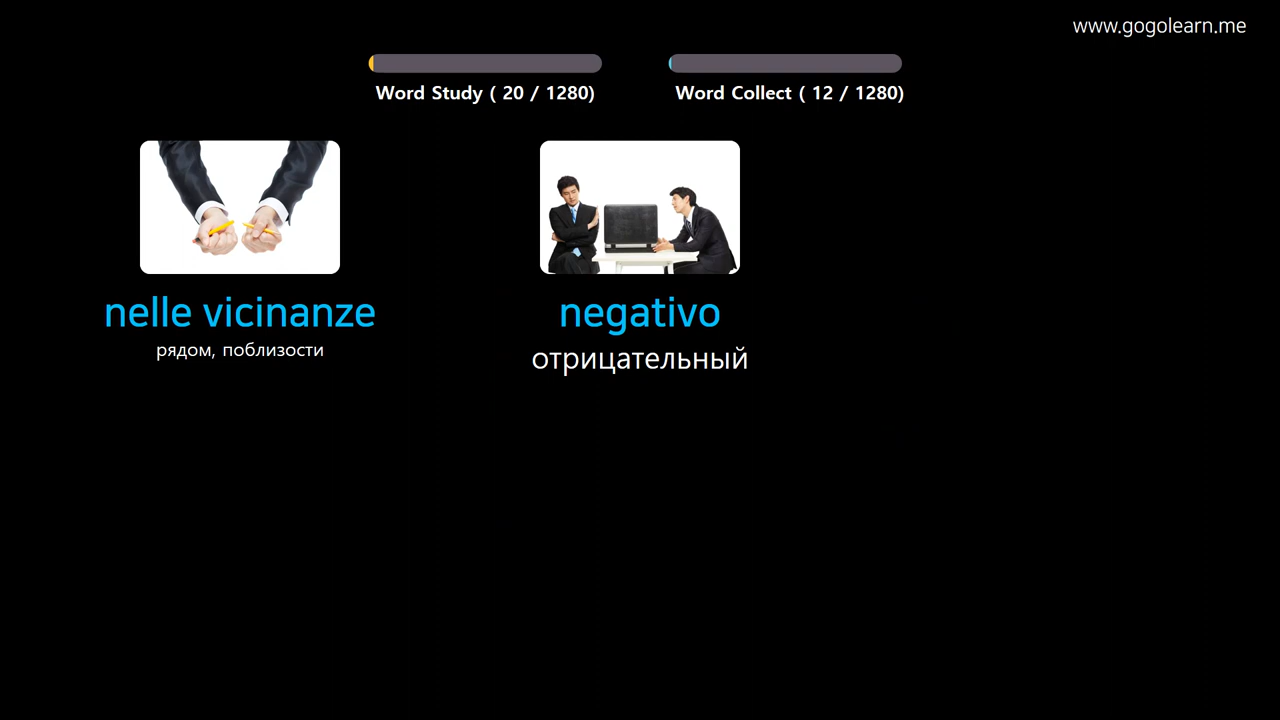 www.gogolearn.me
Word Study ( 20 / 1280)
Word Collect ( 12 / 1280)
nelle vicinanze
рядом, поблизости
negativo
отрицательный